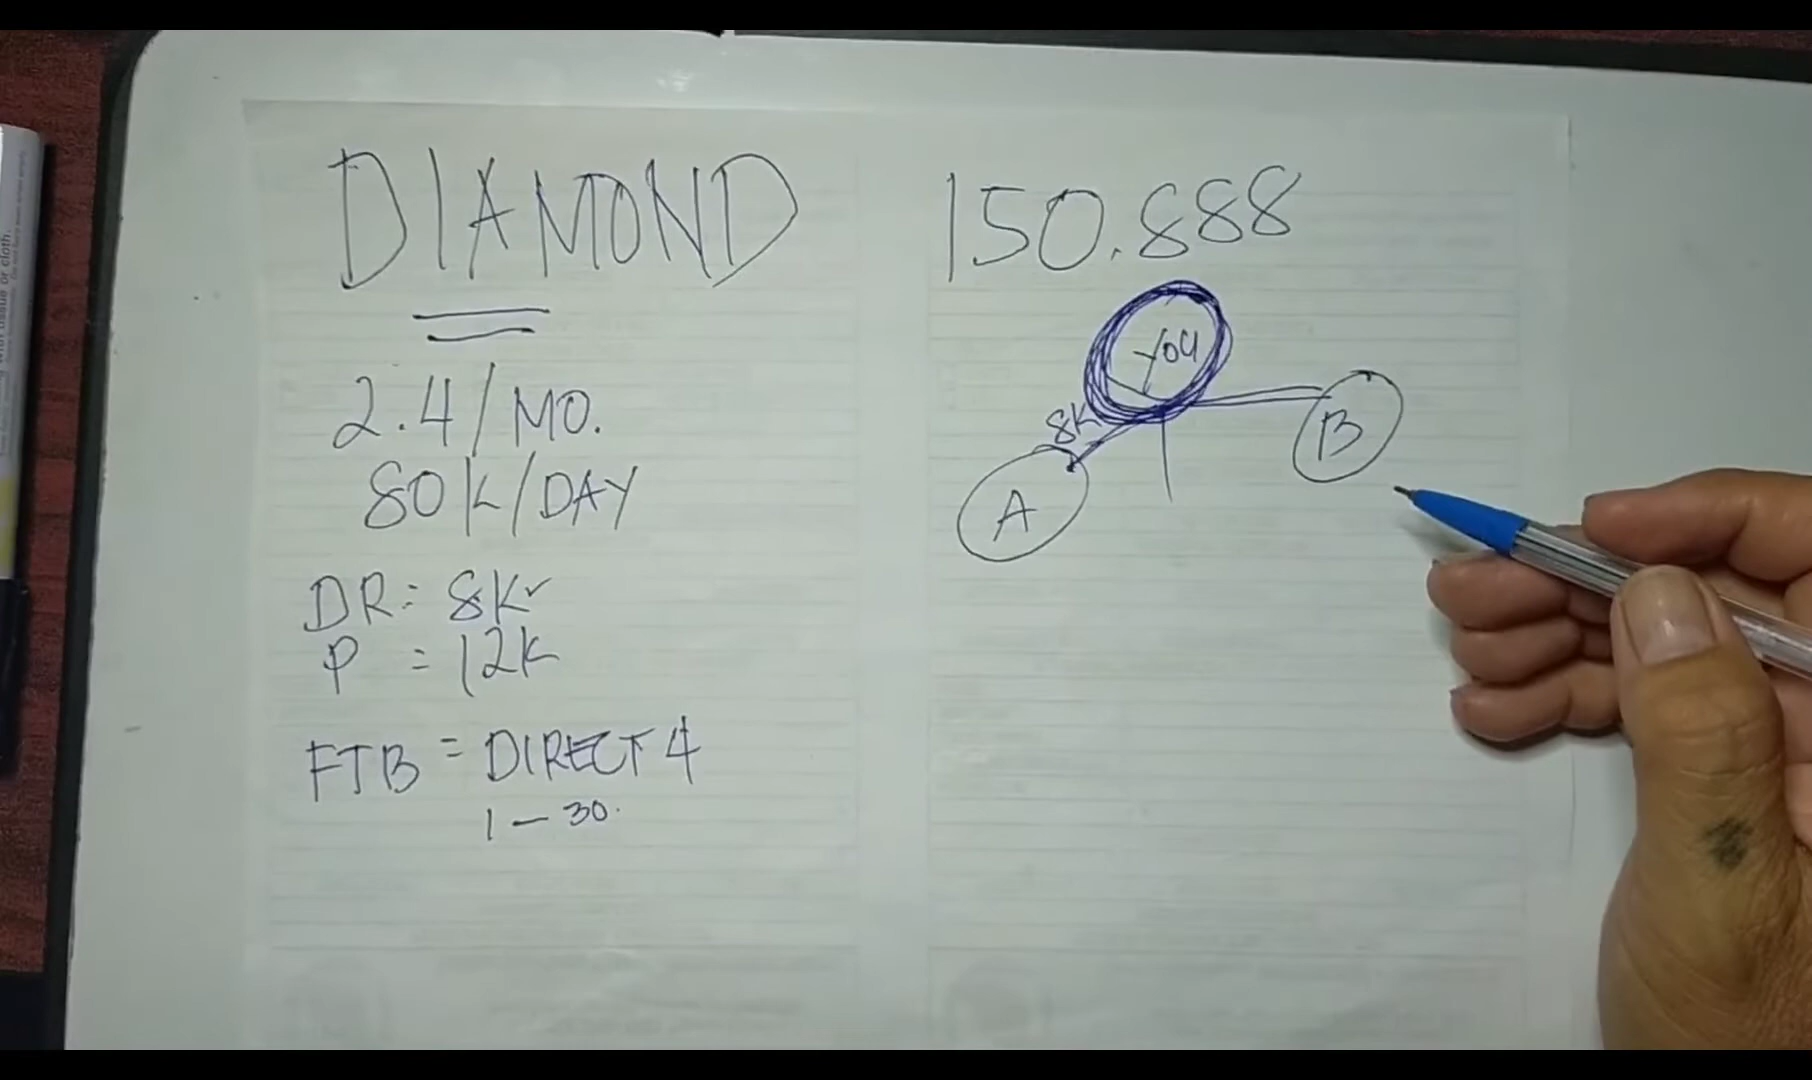 DIAMOND
2.4/MO.
80K/DAY
DR: 8K
P = 12K
FTB = DIRECT 4
1 - 30.
150.888
YOU
8K
A
B